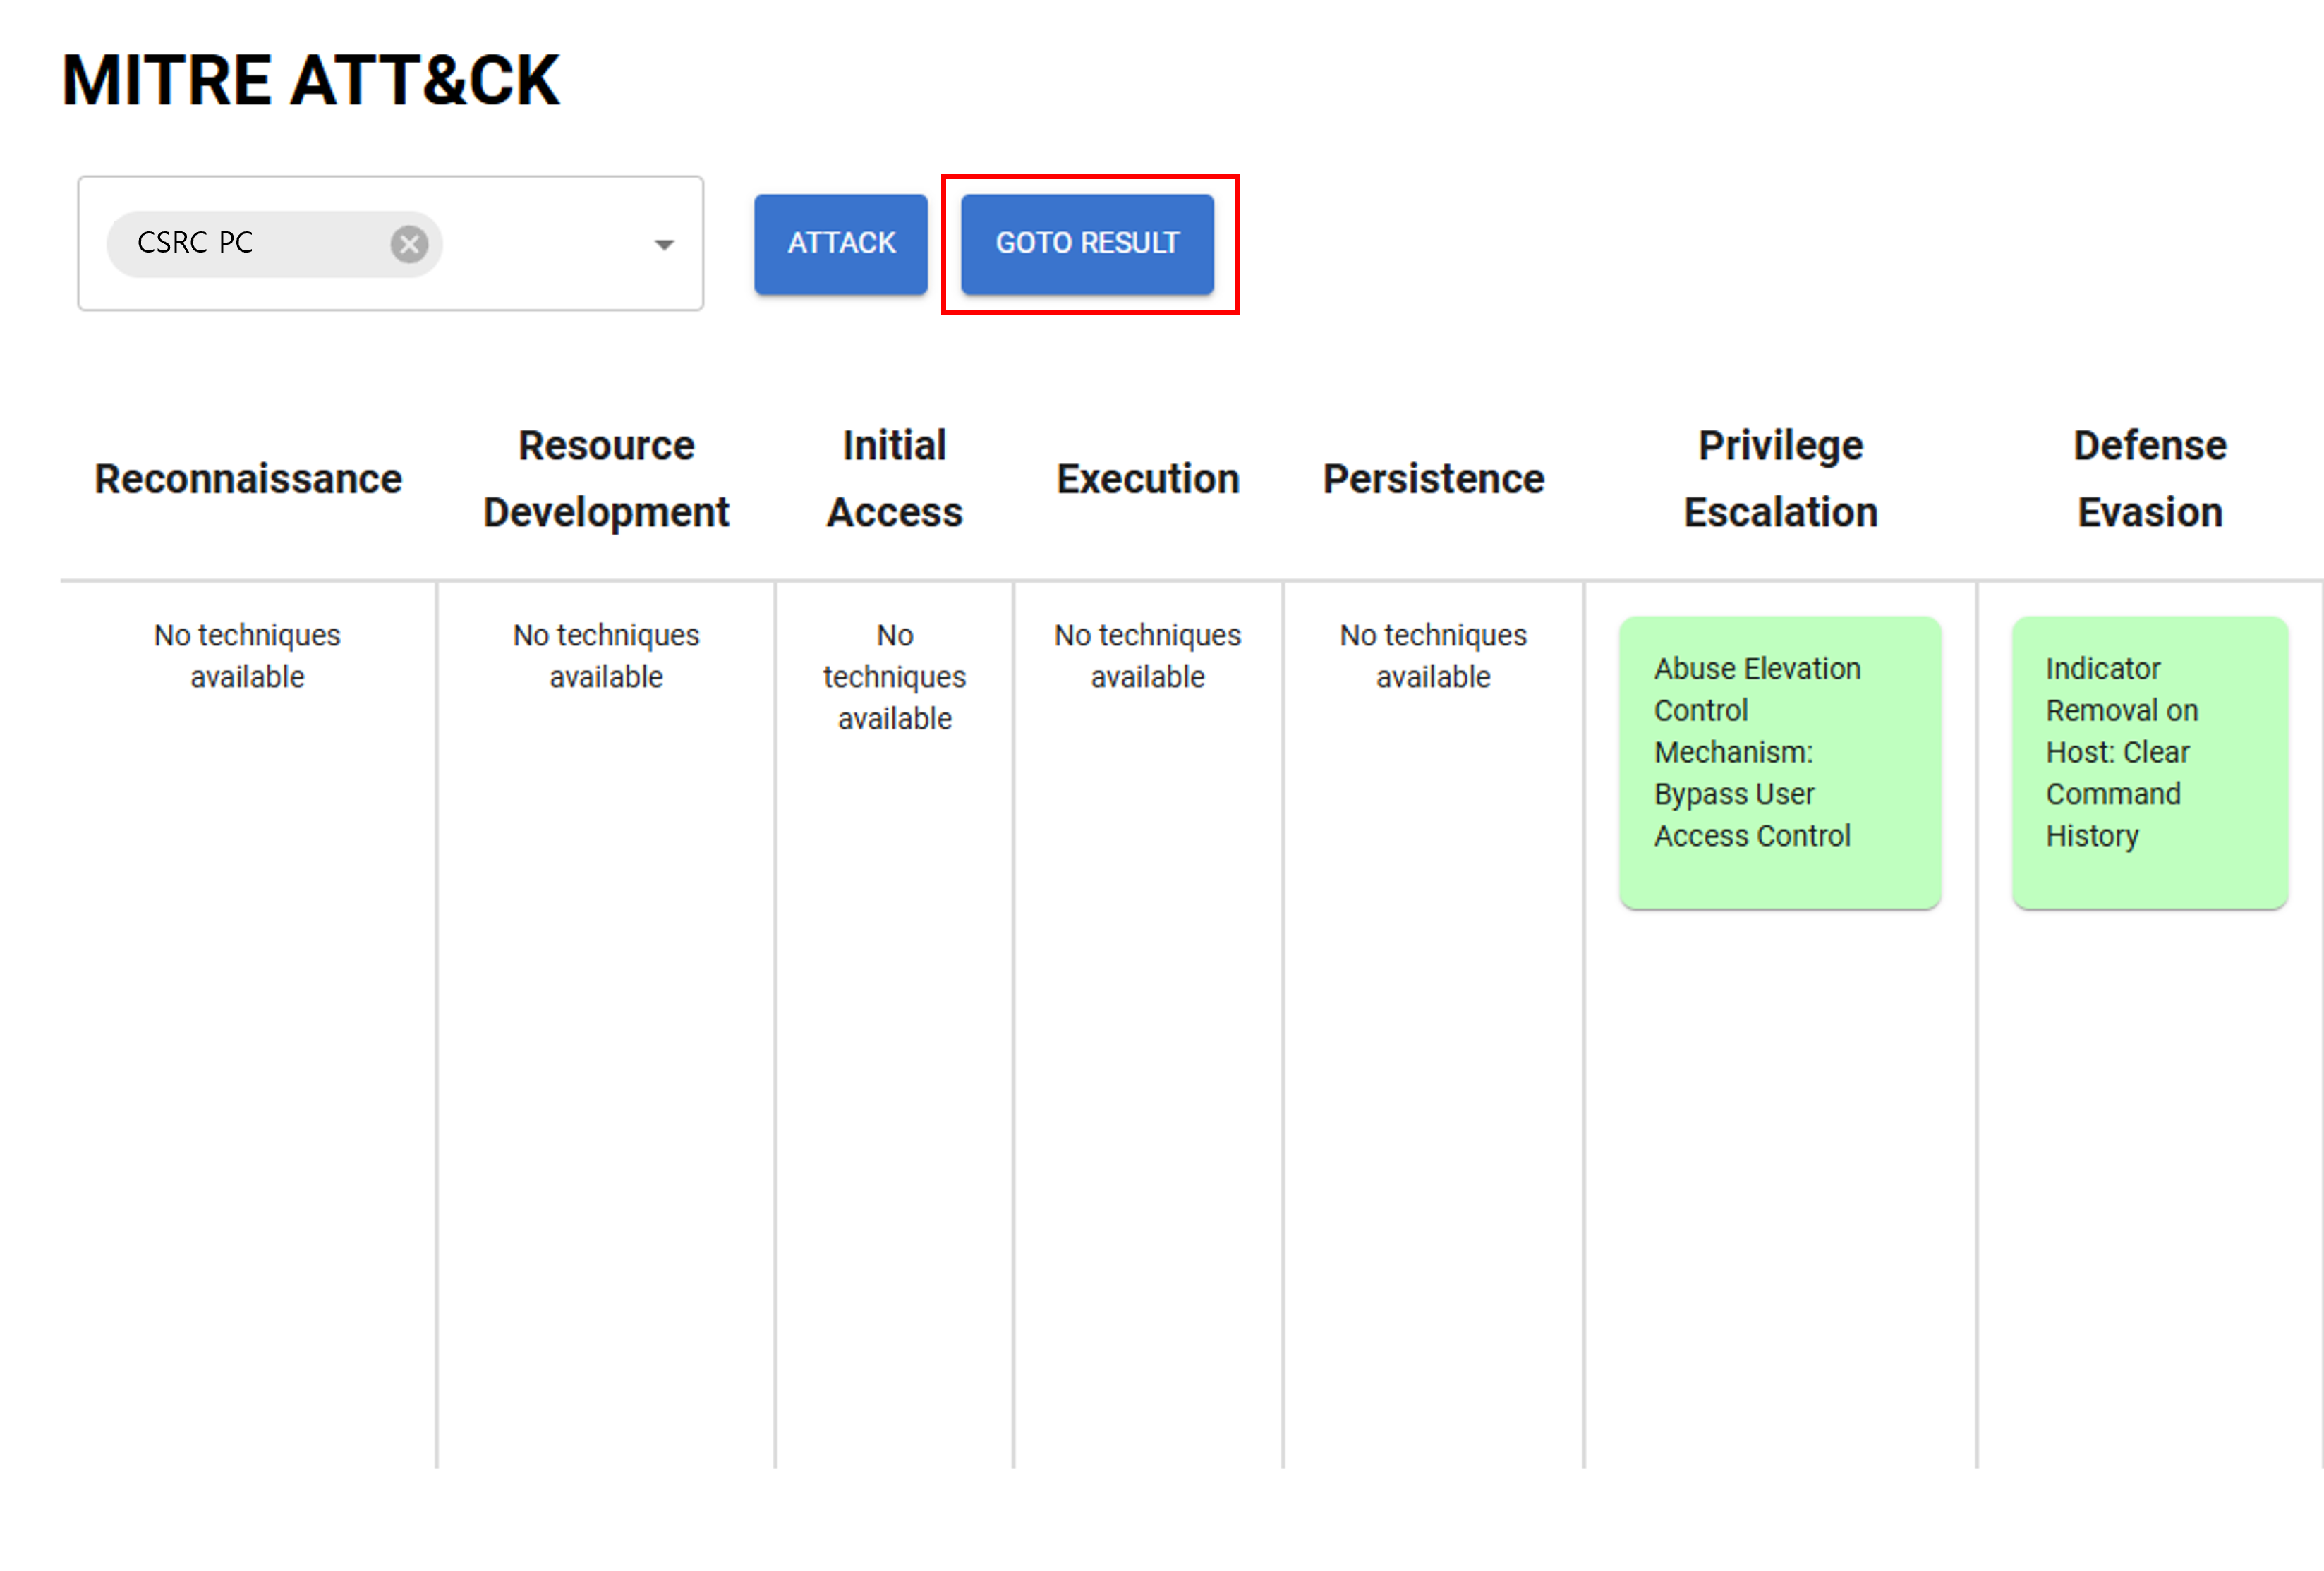 MITRE ATT&CK
CSRC PC
ATTACK
GOTO RESULT
Reconnaissance
Resource
Development
Initial
Access
Execution
Persistence
Privilege
Escalation
Defense
Evasion
No techniques
available
No techniques
available
No
techniques
available
No techniques
available
No techniques
available
Abuse Elevation
Control
Mechanism:
Bypass User
Access Control
Indicator
Removal on
Host: Clear
Command
History